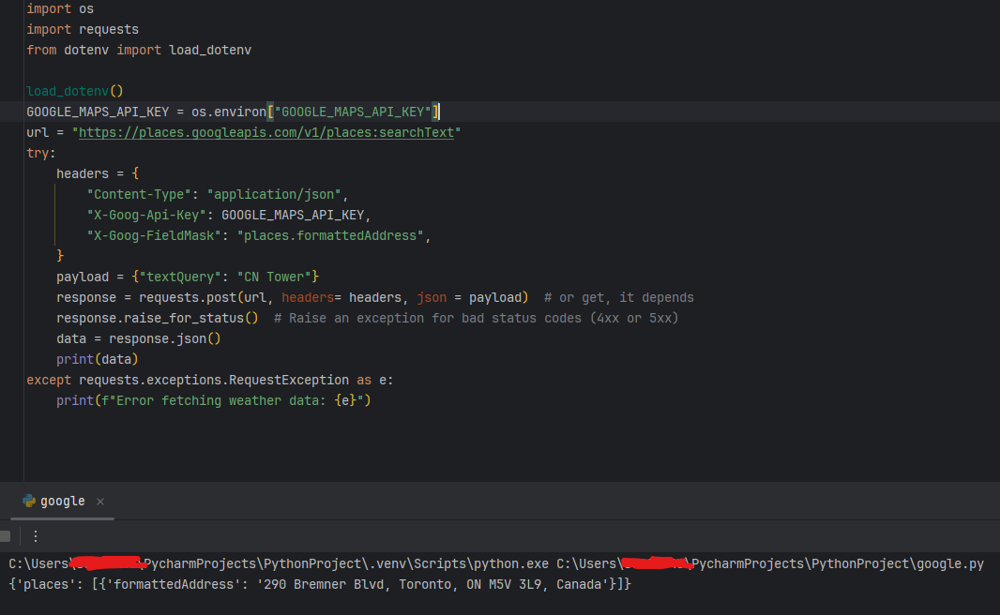 import os
import requests
from dotenv import load_dotenv
load_dotenv()
GOOGLE_MAPS_API_KEY = os.environ["GOOGLE_MAPS_API_KEY"]
url = "https://places.googleapis.com/v1/places:searchText"
try:
    headers = {
        "Content-Type": "application/json",
        "X-Goog-Api-Key": GOOGLE_MAPS_API_KEY,
        "X-Goog-FieldMask": "places.formattedAddress",
    }
    payload = {"textQuery": "CN Tower"}
    response = requests.post(url, headers= headers, json = payload)  # or get, it depends
    response.raise_for_status()  # Raise an exception for bad status codes (4xx or 5xx)
    data = response.json()
    print(data)
except requests.exceptions.RequestException as e:
    print(f"Error fetching weather data: {e}")
google
C:\Users\ \PycharmProjects\PythonProject\.venv\Scripts\python.exe C:\Users\ \PycharmProjects\PythonProject\google.py
{'places': [{'formattedAddress': '290 Bremner Blvd, Toronto, ON M5V 3L9, Canada'}]}